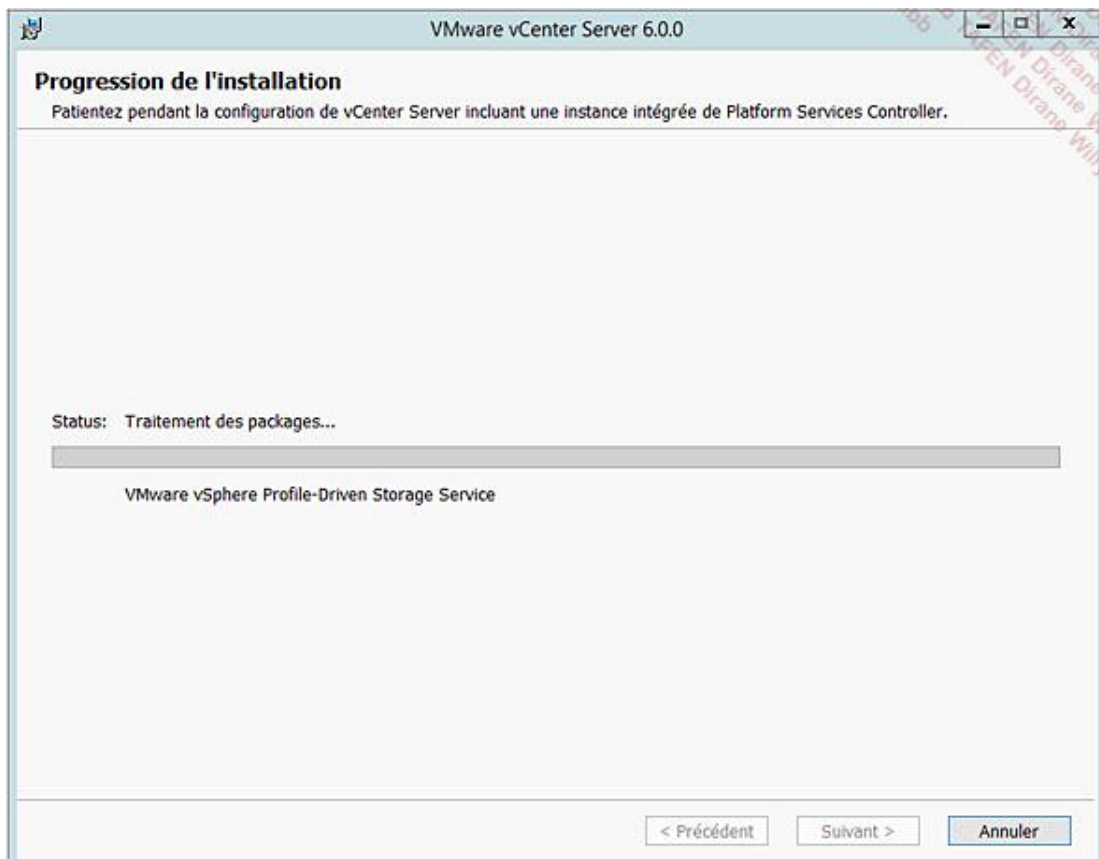 VMware vCenter Server 6.0.0
Progression de l'installation
Patientez pendant la configuration de vCenter Server incluant une instance intégrée de Platform Services Controller.
Status: Traitement des packages...
VMware vSphere Profile-Driven Storage Service
< Précédent
Suivant >
Annuler